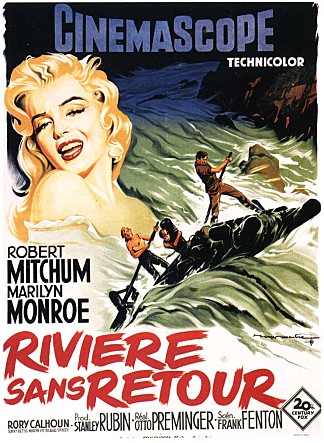 CINEMASCOPE
TECHNICOLOR
ROBERT
MITCHUM
MARILYN
MONROE
RIVIERE
SANS RETOUR
20th
CENTURY
FOX
RORY CALHOUN - Prod. STANLEY RUBIN - Réal. OTTO PREMINGER - Scén. FRANK FENTON